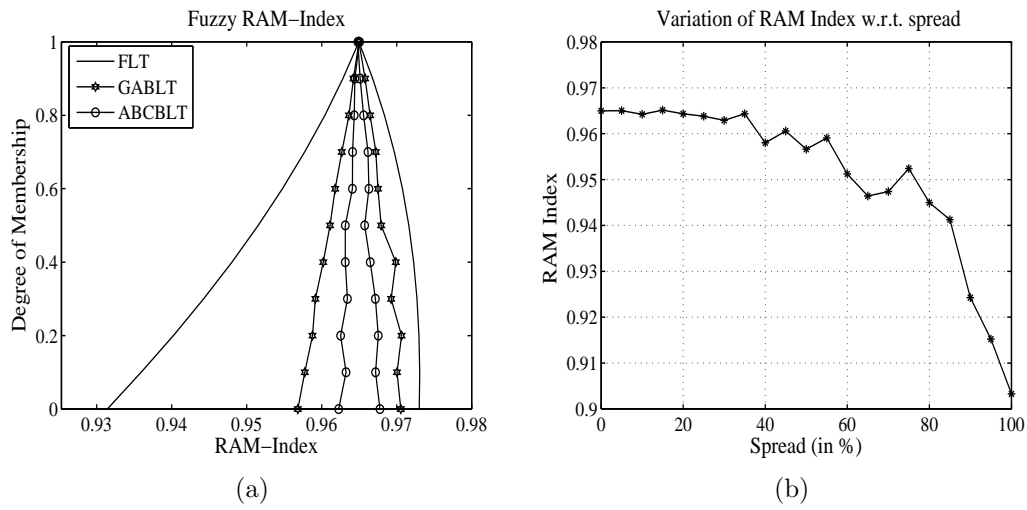 Fuzzy RAM–Index
FLT
GABLT
ABCBLT
Degree of Membership
1
0.8
0.6
0.4
0.2
0
0.93
0.94
0.95
0.96
0.97
0.98
RAM–Index
(a)
Variation of RAM Index w.r.t. spread
RAM Index
0.98
0.97
0.96
0.95
0.94
0.93
0.92
0.91
0.9
0
20
40
60
80
100
Spread (in %)
(b)